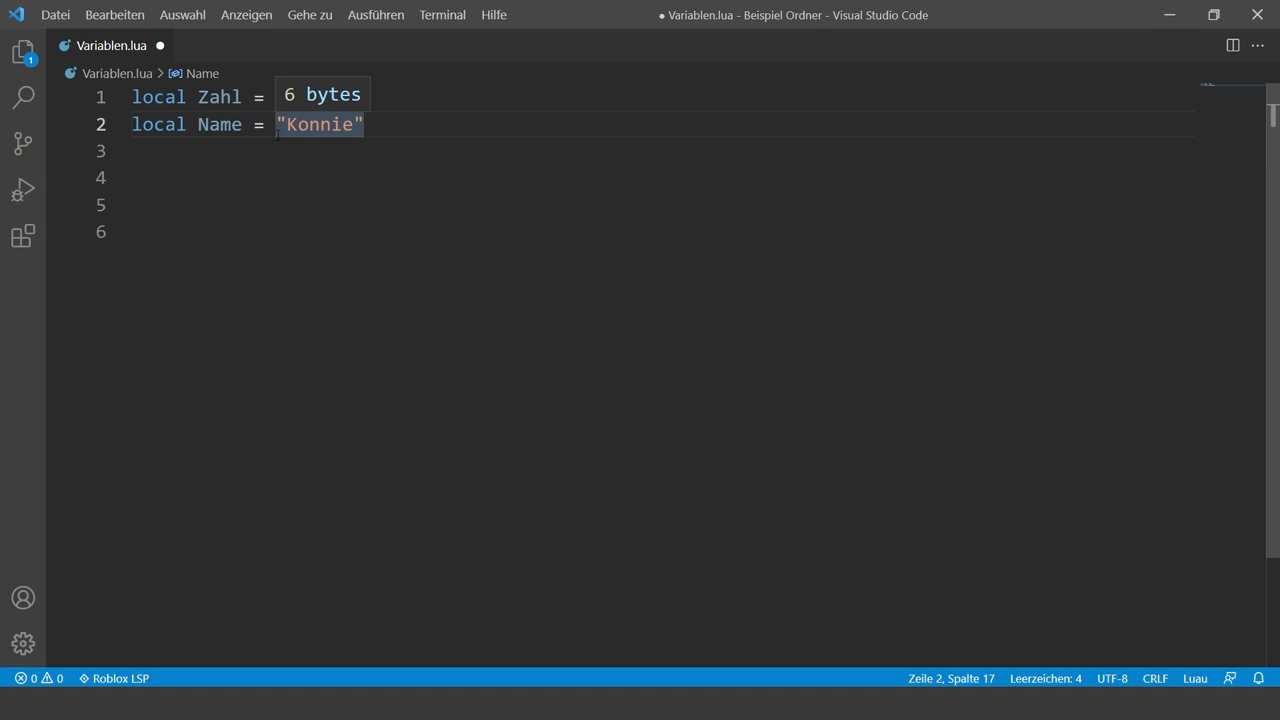 Datei Bearbeiten Auswahl Anzeigen Gehe zu Ausführen Terminal Hilfe ● Variablen.lua - Beispiel Ordner - Visual Studio Code
Variablen.lua ●
Variablen.lua > Name
1 local Zahl =
6 bytes
2 local Name = "Konnie"
3
4
5
6
1
0 0 Roblox LSP Zeile 2, Spalte 17 Leerzeichen: 4 UTF-8 CRLF Luau